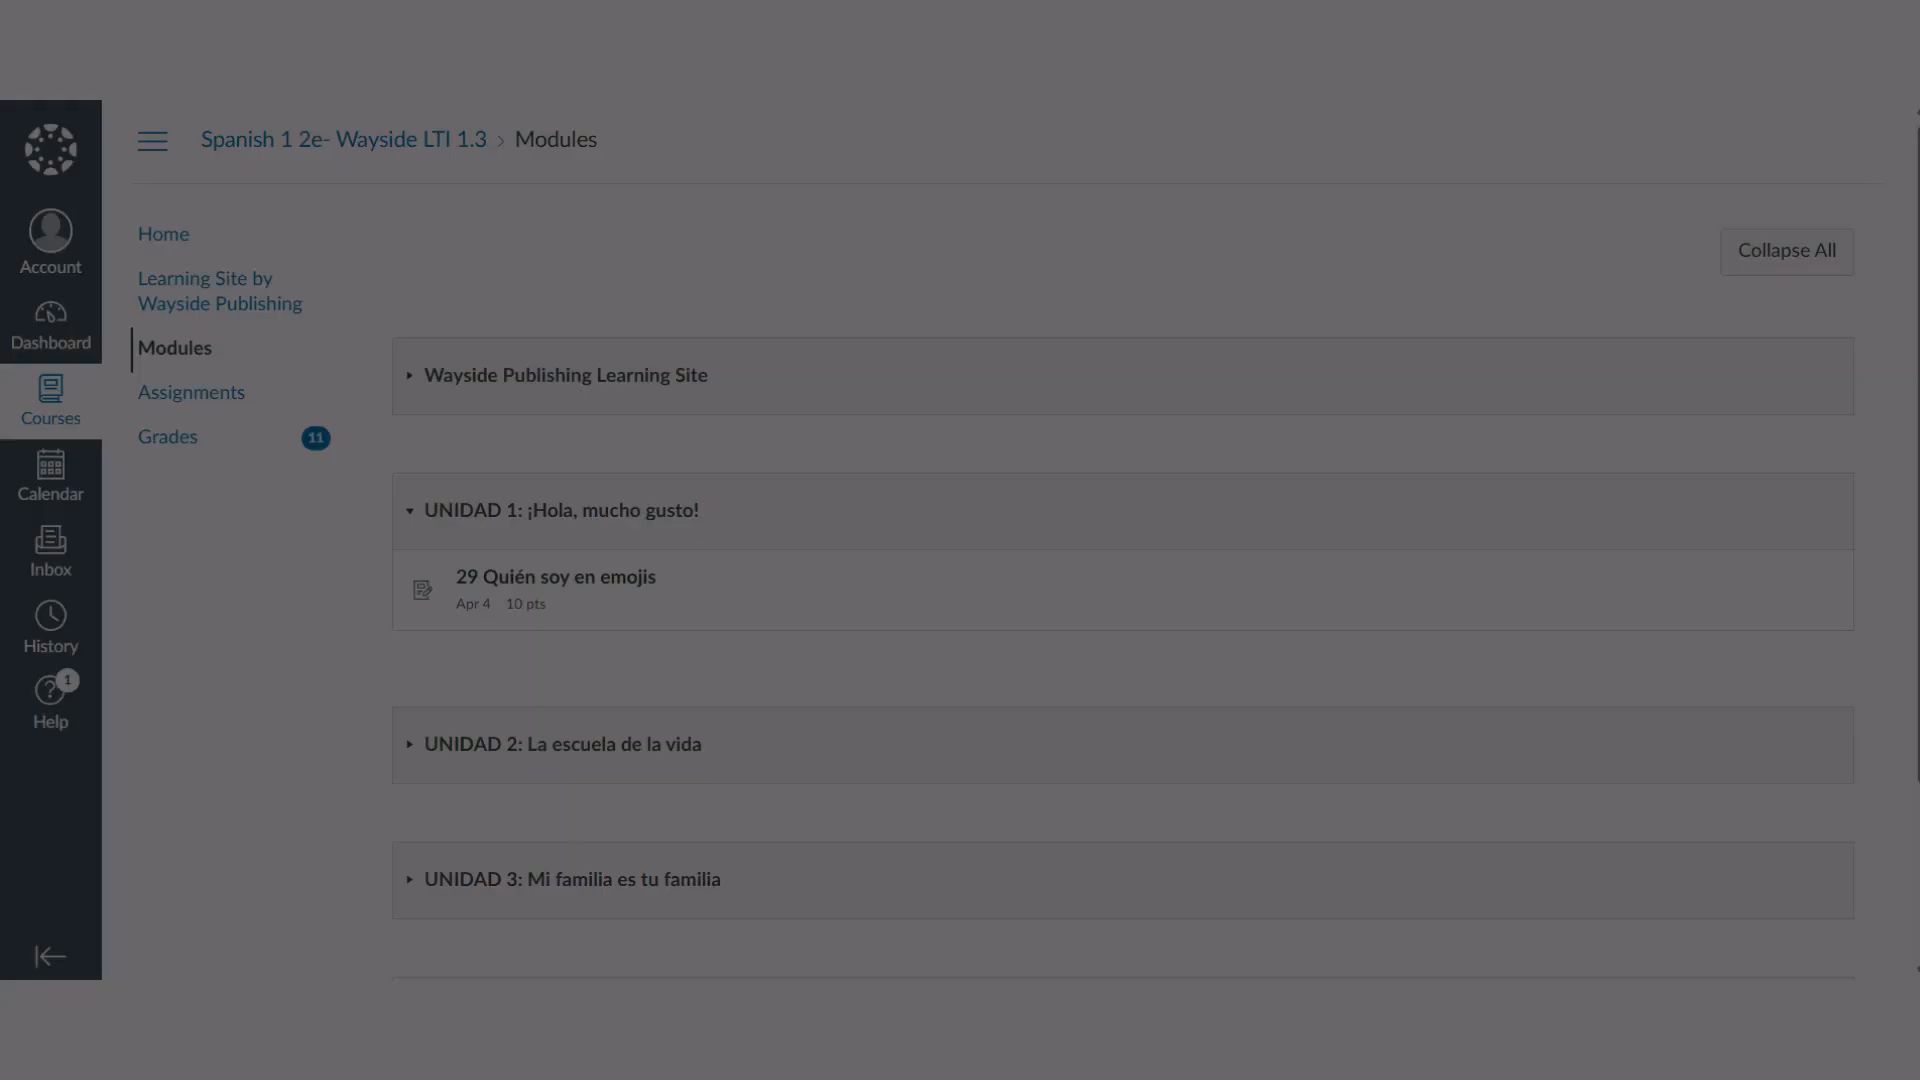 Spanish 1 2e- Wayside LTI 1.3 › Modules
Account
Dashboard
Courses
Calendar
Inbox
History
1
Help
Home
Learning Site by
Wayside Publishing
Modules
Assignments
Grades 11
Collapse All
Wayside Publishing Learning Site
UNIDAD 1: ¡Hola, mucho gusto!
29 Quién soy en emojis
Apr 4 10 pts
UNIDAD 2: La escuela de la vida
UNIDAD 3: Mi familia es tu familia